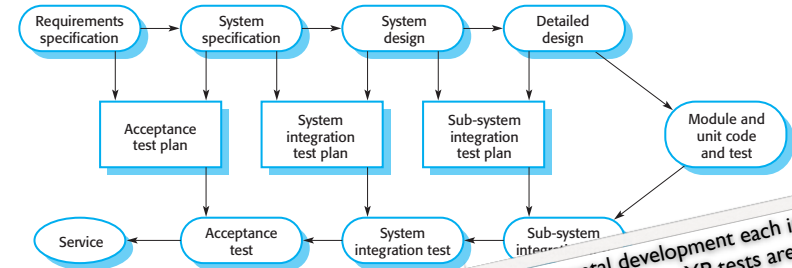 Requirements
specification
System
specification
System
design
Detailed
design
Acceptance
test plan
System
integration
test plan
Sub-system
integration
test plan
Module and
unit code
and test
Service
Acceptance
test
System
integration test
Sub-system
development each
tests are